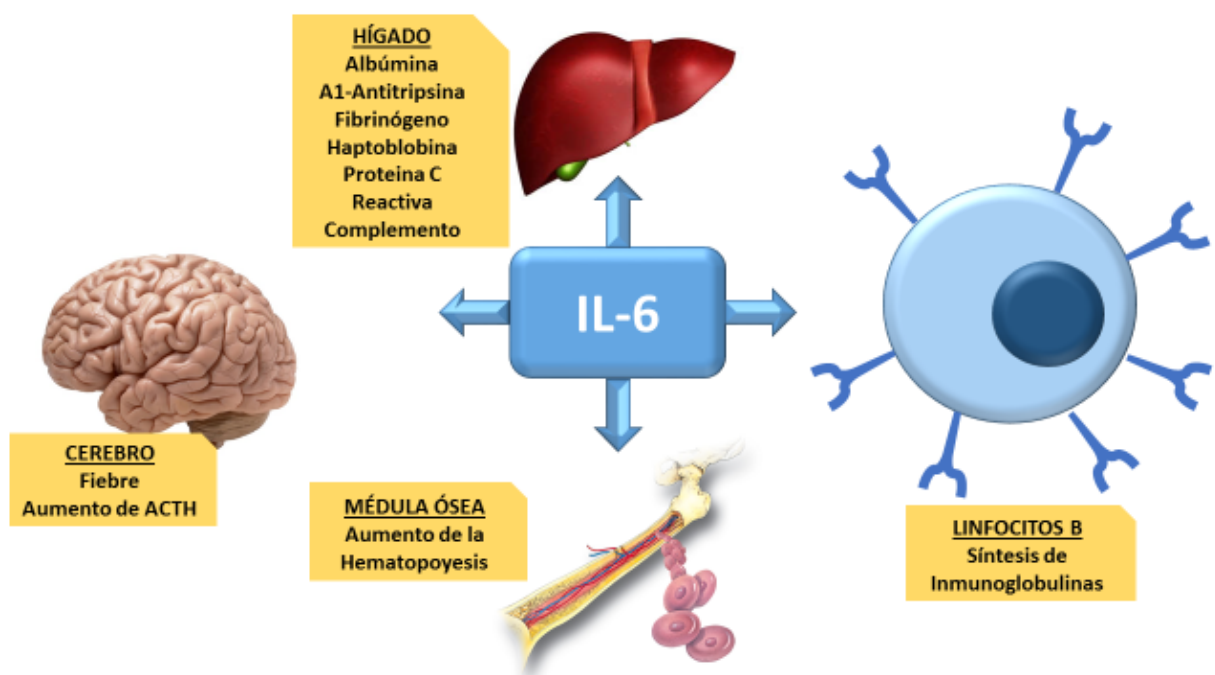 HÍGADO
Albúmina
A1-Antitripsina
Fibrinógeno
Haptoblobina
Proteina C
Reactiva
Complemento
IL-6
CEREBRO
Fiebre
Aumento de ACTH
MÉDULA ÓSEA
Aumento de la
Hematopoyesis
LINFOCITOS B
Síntesis de
Inmunoglobulinas